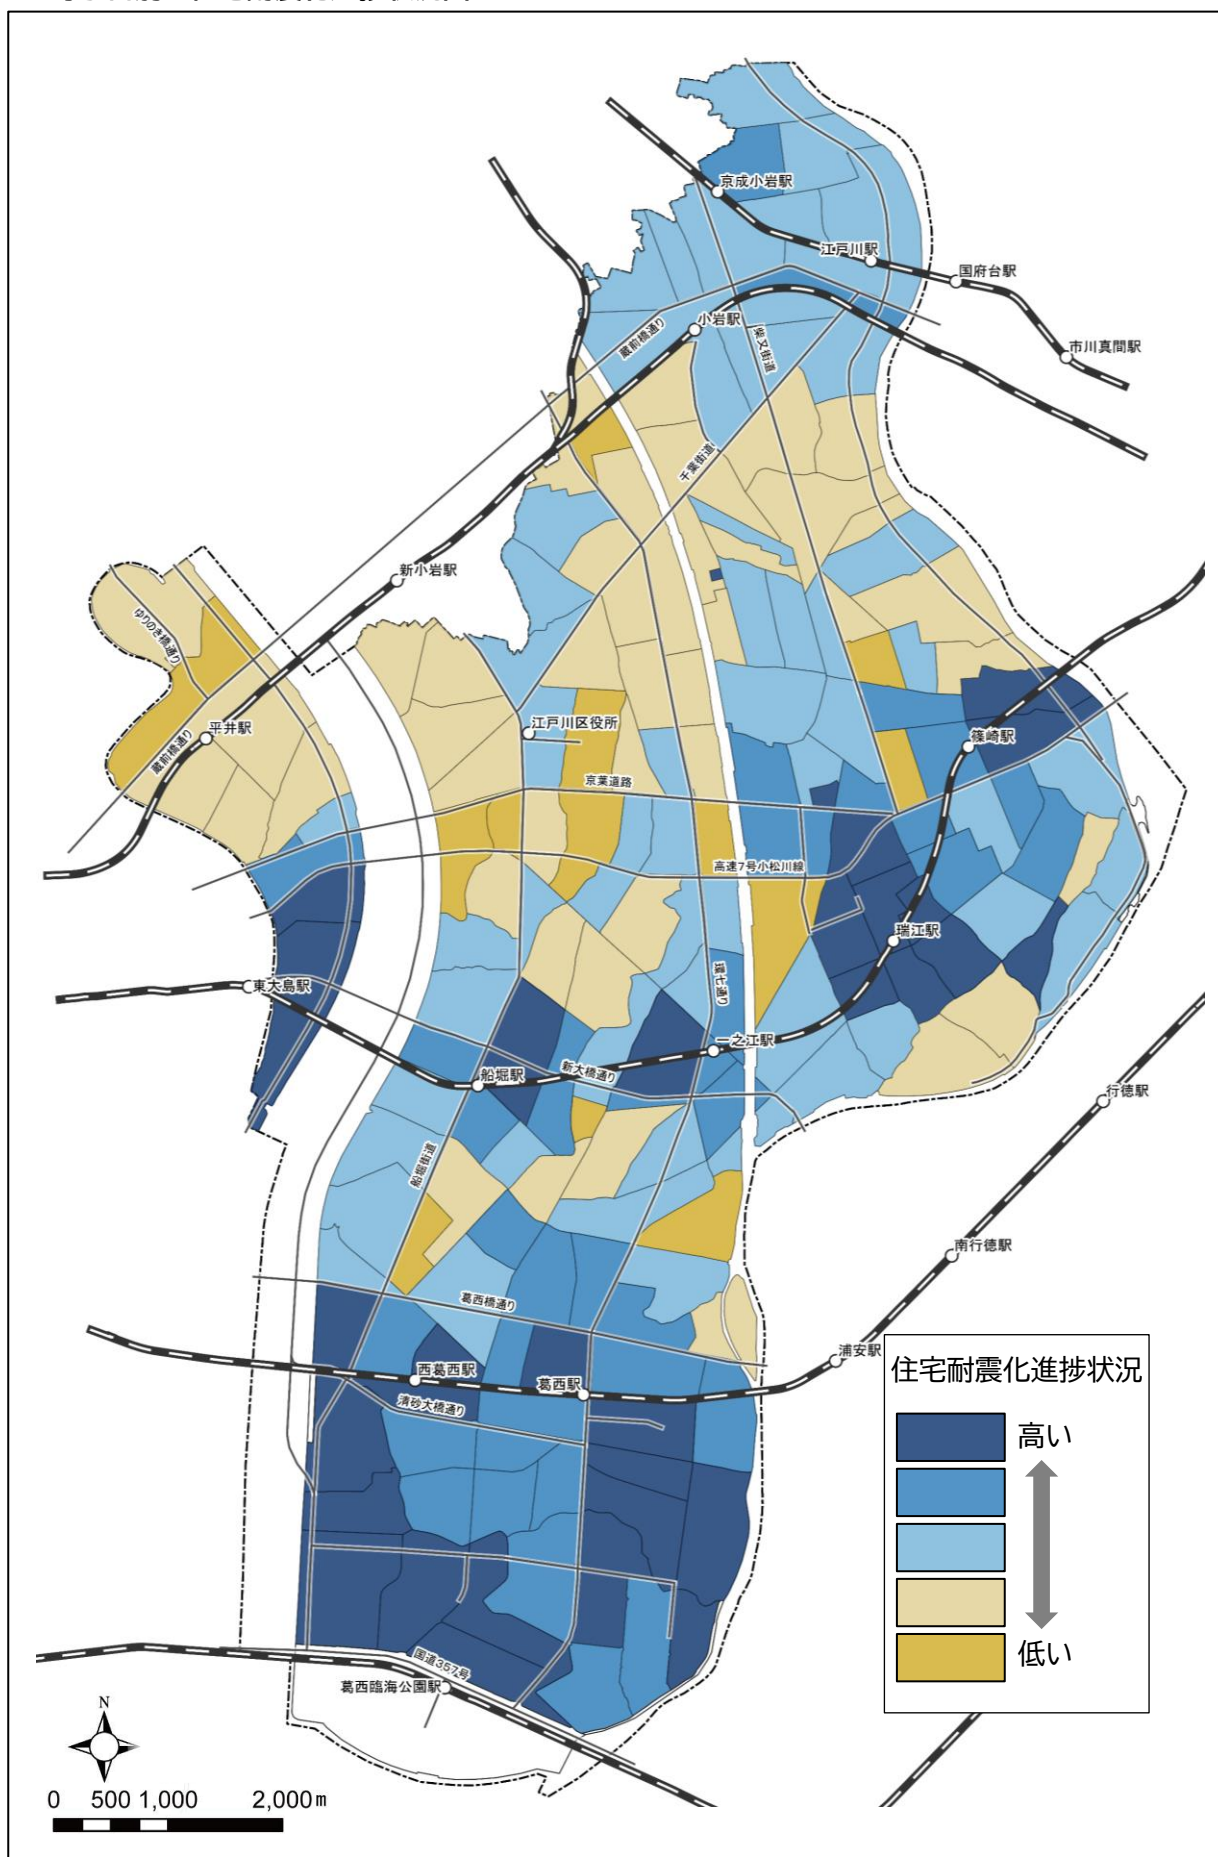 京成小岩駅
江戸川駅
国府台駅
小岩駅
蔵前橋通り
柴又街道
市川真間駅
千葉街道
新小岩駅
ゆりのき橋通り
平井駅
蔵前橋通り
江戸川区役所
篠崎駅
京葉道路
高速7号小松川線
瑞江駅
東大島駅
環七通り
一之江駅
新大橋通り
船堀駅
行徳駅
船堀街道
南行徳駅
葛西橋通り
浦安駅
西葛西駅
葛西駅
清砂大橋通り
住宅耐震化進捗状況
高い
低い
国道357号
葛西臨海公園駅
N
0 500 1,000 2,000m